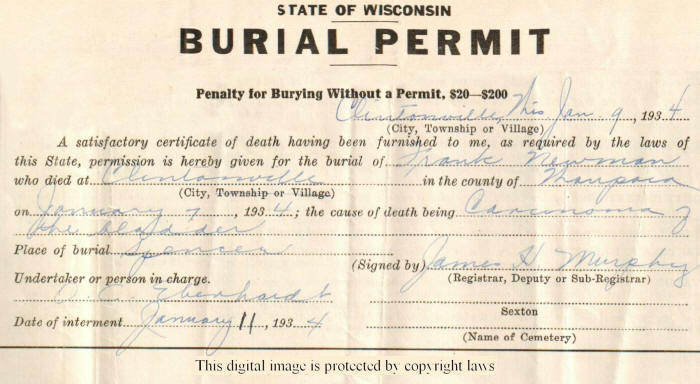 STATE OF WISCONSIN
BURIAL PERMIT
Penalty for Burying Without a Permit, $20—$200
Clintonville, Wis Jan. 9, 1934
(City, Township or Village)
A satisfactory certificate of death having been furnished to me, as required by the laws of
this State, permission is hereby given for the burial of Frank Newman
who died at Clintonville in the county of Waupaca
(City, Township or Village)
on January 7, 1934; the cause of death being Carcinoma of
the bladder
Place of burial Spencer
(Signed by) James H Murphy
(Registrar, Deputy or Sub-Registrar)
Undertaker or person in charge.
E. Eberhardt
Sexton
Date of interment January 11, 1934
(Name of Cemetery)
This digital image is protected by copyright laws